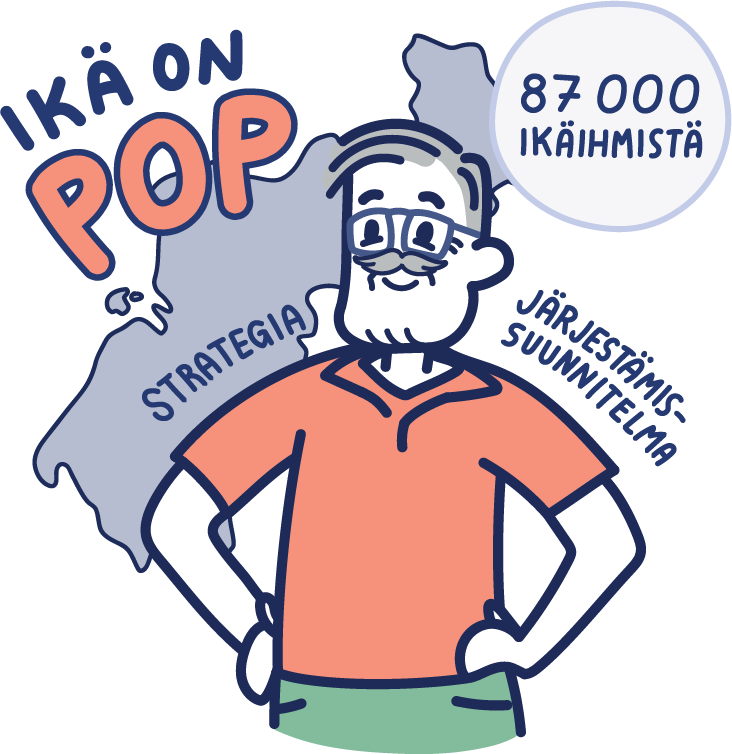 IKÄ ON
POP
87 000
IKÄIHMISTÄ
STRATEGIA
JÄRJESTÄMIS-
SUUNNITELMA